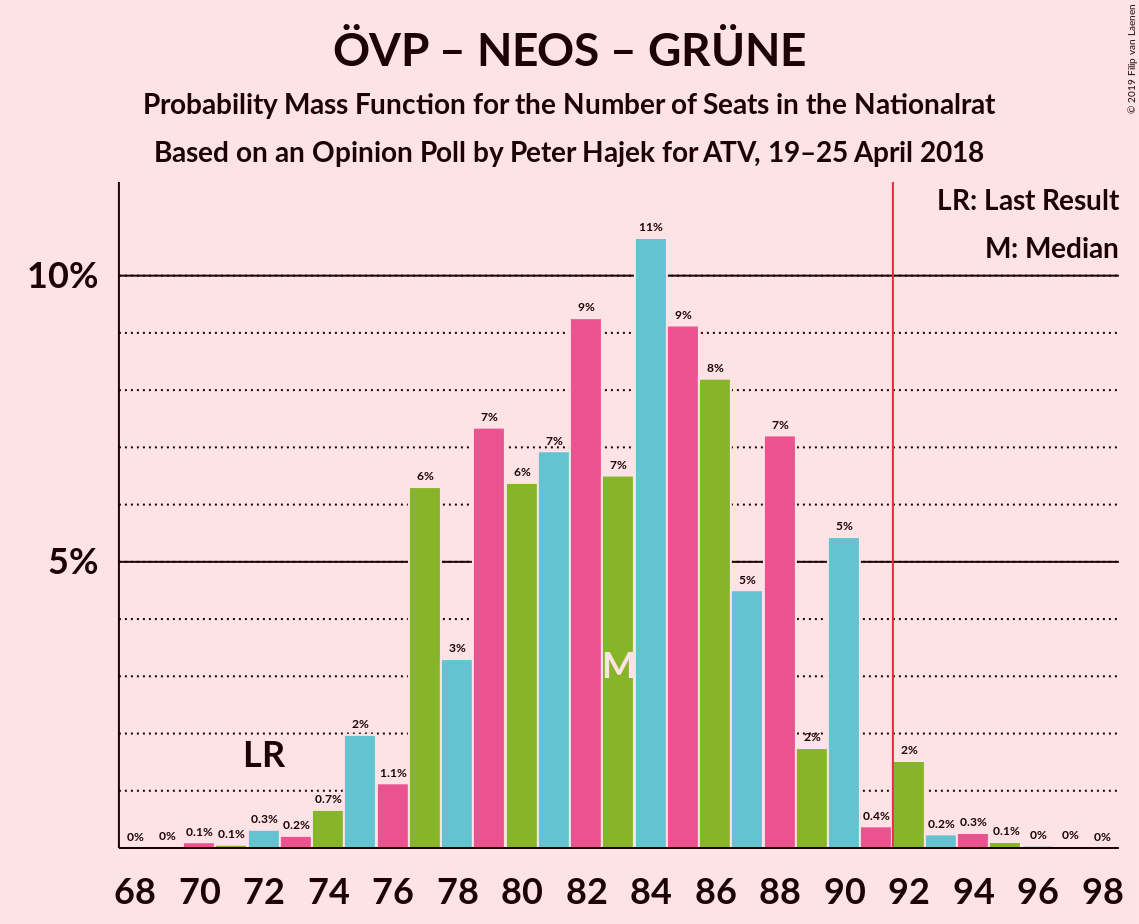 ÖVP – NEOS – GRÜNE
Probability Mass Function for the Number of Seats in the Nationalrat
Based on an Opinion Poll by Peter Hajek for ATV, 19–25 April 2018
© 2019 Filip van Laenen
LR: Last Result
M: Median
10%
5%
0% 0% 0.1% 0.1% 0.3% 0.2% 0.7% 2% 1.1% 6% 3% 7% 6% 7% 9% 7% 11% 9% 8% 5% 7% 2% 5% 0.4% 2% 0.2% 0.3% 0.1% 0% 0% 0%
LR
M
68 70 72 74 76 78 80 82 84 86 88 90 92 94 96 98